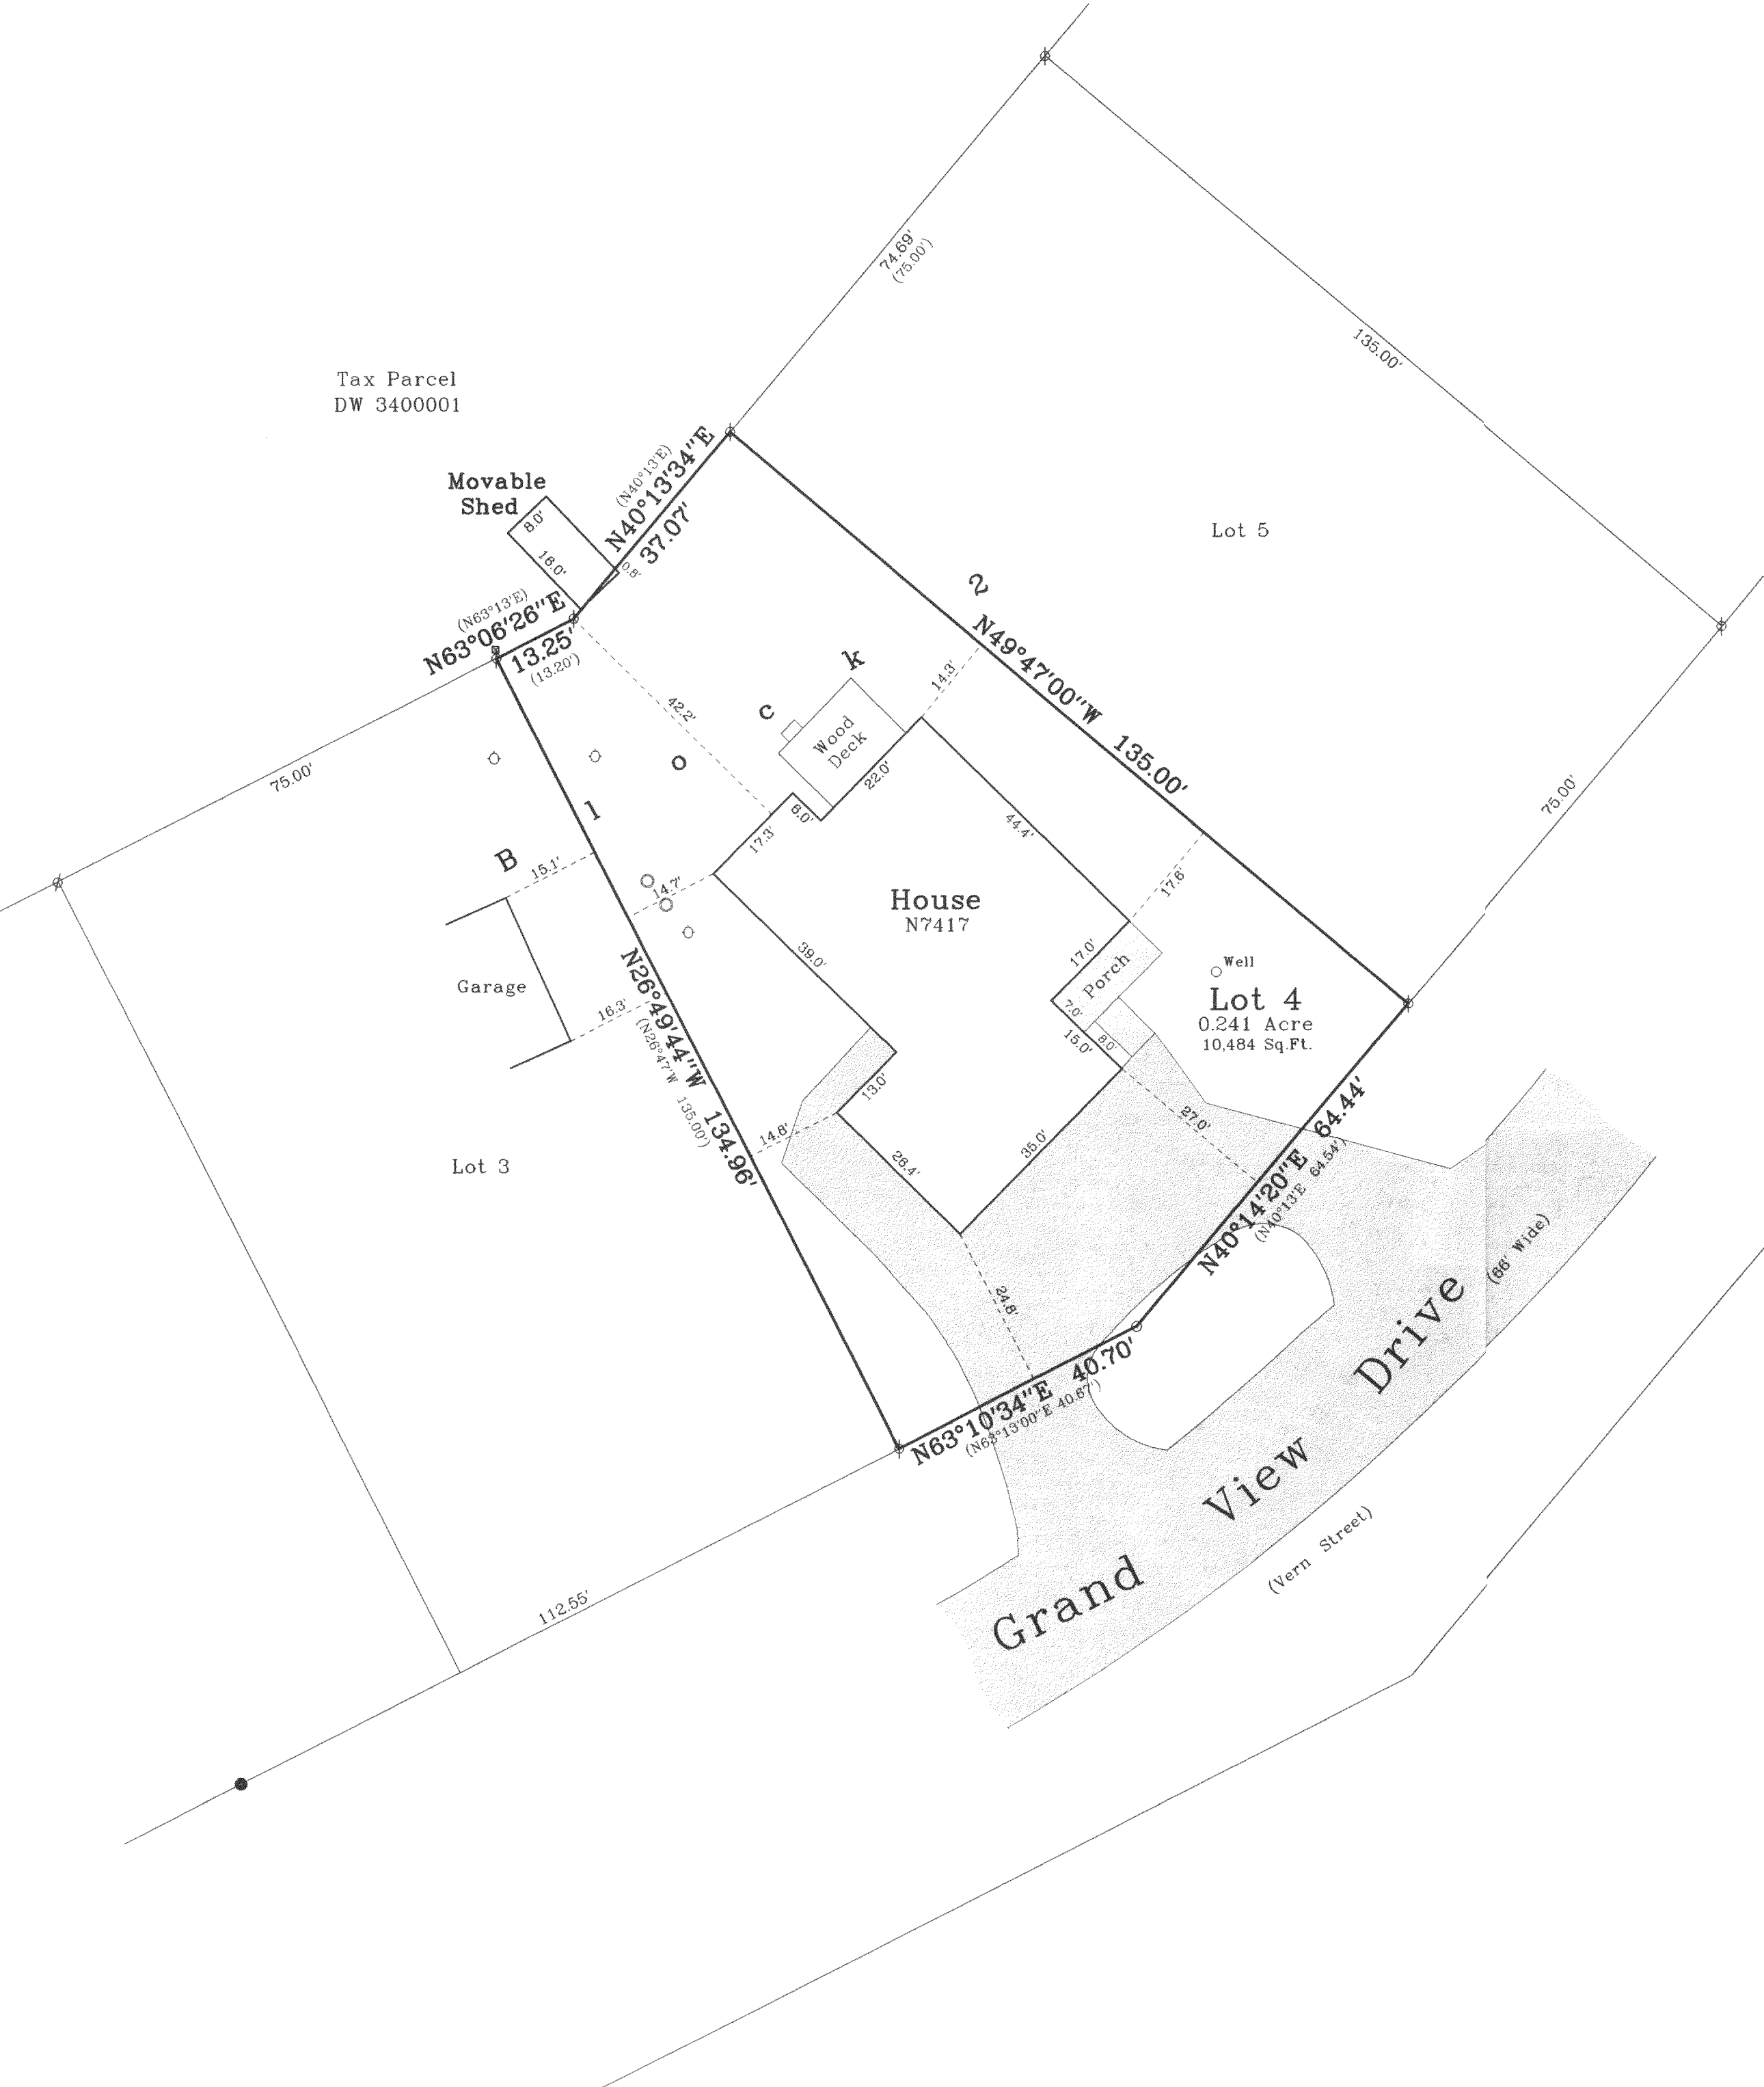 74.69'
(75.00')
135.00'
Tax Parcel
DW 3400001
Movable
Shed
8.0'
16.0'
0.8'
(N40°13'E)
N40°13'34"E
37.07'
Lot 5
(N63°13'E)
N63°06'26"E
13.25'
(13.20')
2
N49°47'00"W 135.00'
B l o c k
42.2'
Wood
Deck
14.3'
22.0'
6.0'
17.3'
44.4'
75.00'
75.00'
15.1'
14.7'
House
N7417
17.6'
39.0'
17.0'
Porch
7.0'
15.0'
8.0'
Well
Lot 4
0.241 Acre
10,484 Sq.Ft.
Garage
16.3'
N26°49'44"W 134.96'
(N26°47'W 135.00')
13.0'
14.8'
26.4'
35.0'
27.0'
Lot 3
N40°14'20"E 64.44'
(N40°13'E 64.54')
24.8'
N63°10'34"E 40.70'
(N63°13'00"E 40.67')
Grand View Drive
(66' Wide)
(Vern Street)
112.55'